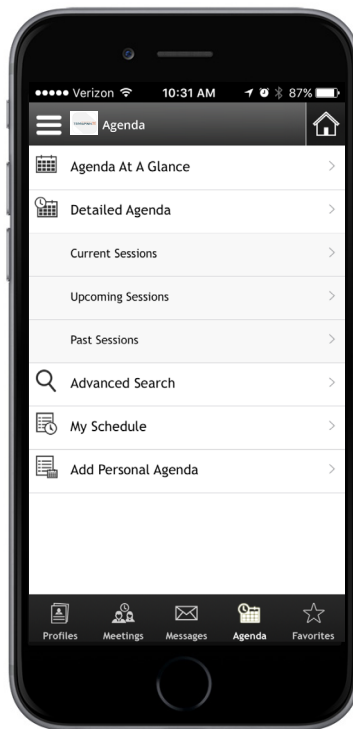 Verizon 10:31 AM 87%
Agenda
Agenda At A Glance
Detailed Agenda
Current Sessions
Upcoming Sessions
Past Sessions
Advanced Search
My Schedule
Add Personal Agenda
Profiles Meetings Messages Agenda Favorites